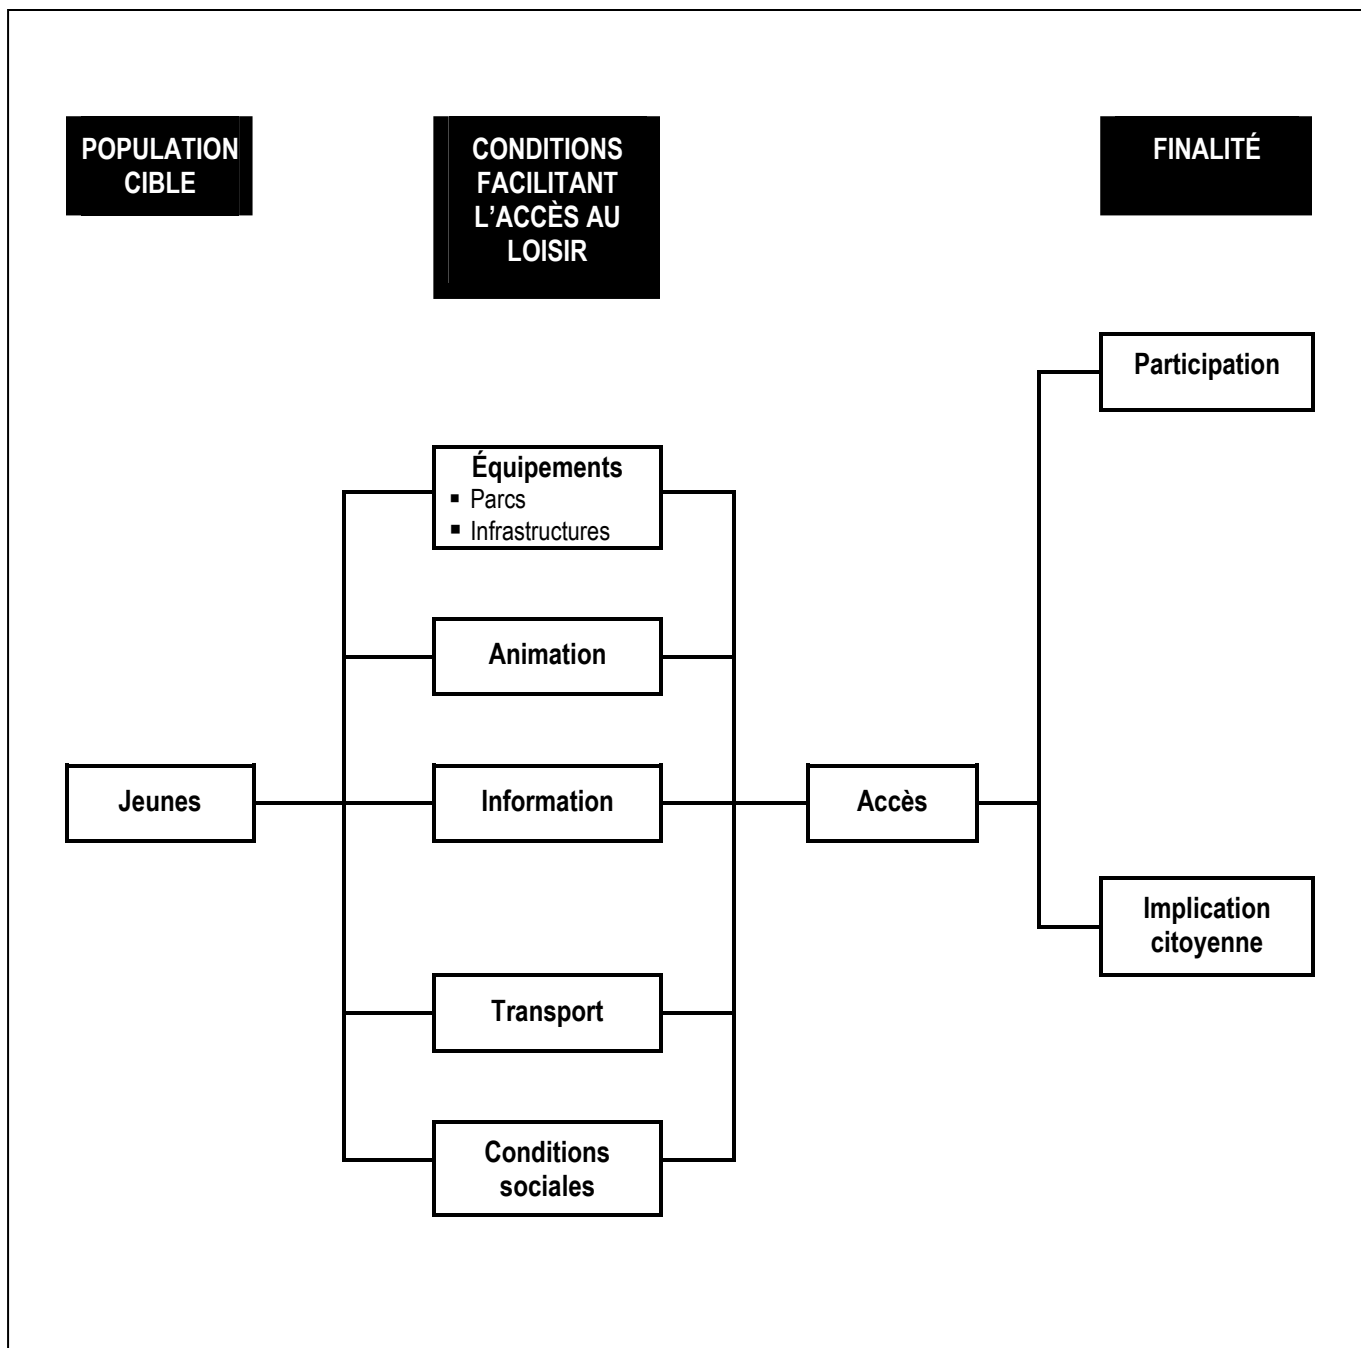 POPULATION
CIBLE
CONDITIONS
FACILITANT
L’ACCÈS AU
LOISIR
FINALITÉ
Participation
Équipements
▪ Parcs
▪ Infrastructures
Animation
Jeunes
Information
Accès
Implication
citoyenne
Transport
Conditions
sociales